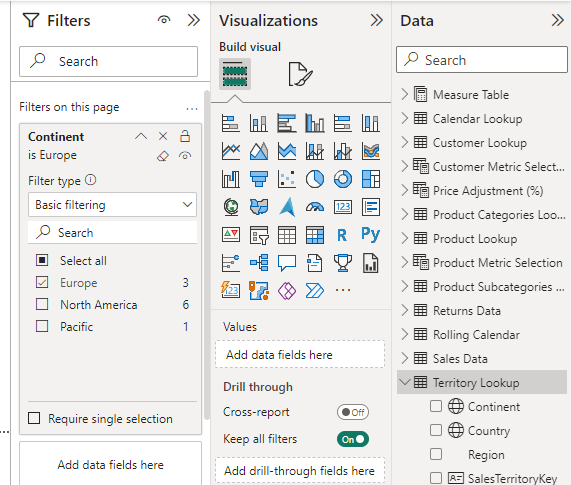 Filters
Search
Filters on this page
...
Continent
is Europe
Filter type
Basic filtering
Search
Select all
Europe 3
North America 6
Pacific 1
Require single selection
Add data fields here
Visualizations
Build visual
123
R
Py
123
...
Values
Add data fields here
Drill through
Cross-report Off
Keep all filters On
Add drill-through fields here
Data
Search
Measure Table
Calendar Lookup
Customer Lookup
Customer Metric Select...
Price Adjustment (%)
Product Categories Loo...
Product Lookup
Product Metric Selection
Product Subcategories ...
Returns Data
Rolling Calendar
Sales Data
Territory Lookup
Continent
Country
Region
SalesTerritoryKey